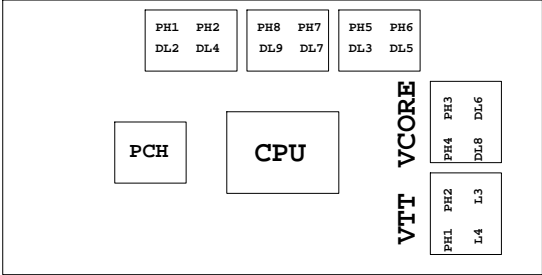 PH1 PH2 PH8 PH7 PH5 PH6
DL2 DL4 DL9 DL7 DL3 DL5
VCORE
PH3 DL6
PH4 DL8
PCH
CPU
VTT
PH2 L3
PH1 L4